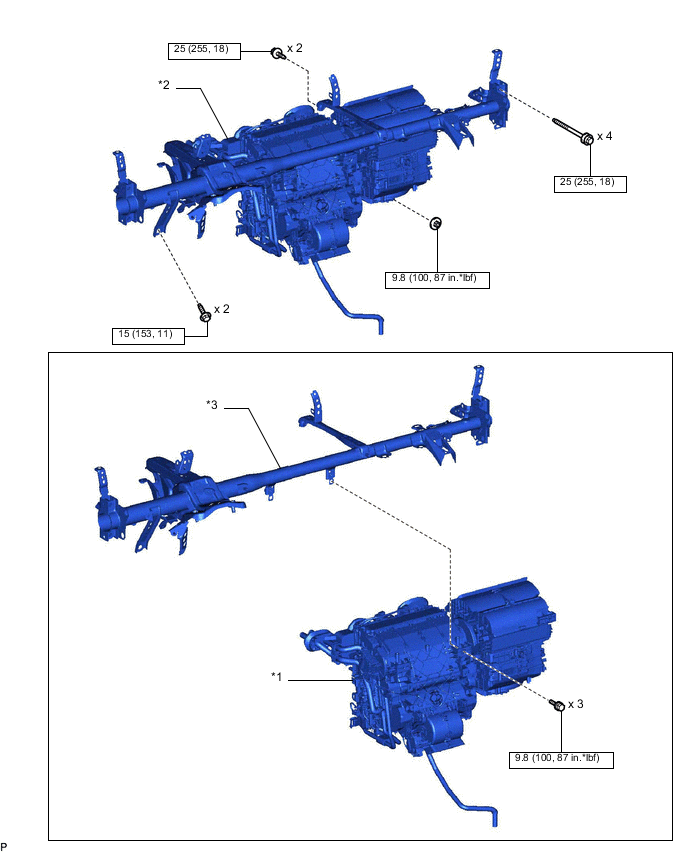 25 (255, 18)
x 2
*2
x 4
25 (255, 18)
9.8 (100, 87 in.*lbf)
x 2
15 (153, 11)
*3
*1
x 3
9.8 (100, 87 in.*lbf)
P